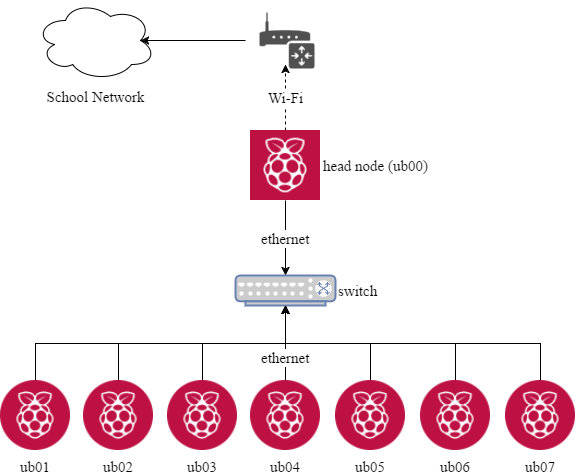 School Network
Wi-Fi
head node (ub00)
ethernet
switch
ethernet
ub01
ub02
ub03
ub04
ub05
ub06
ub07